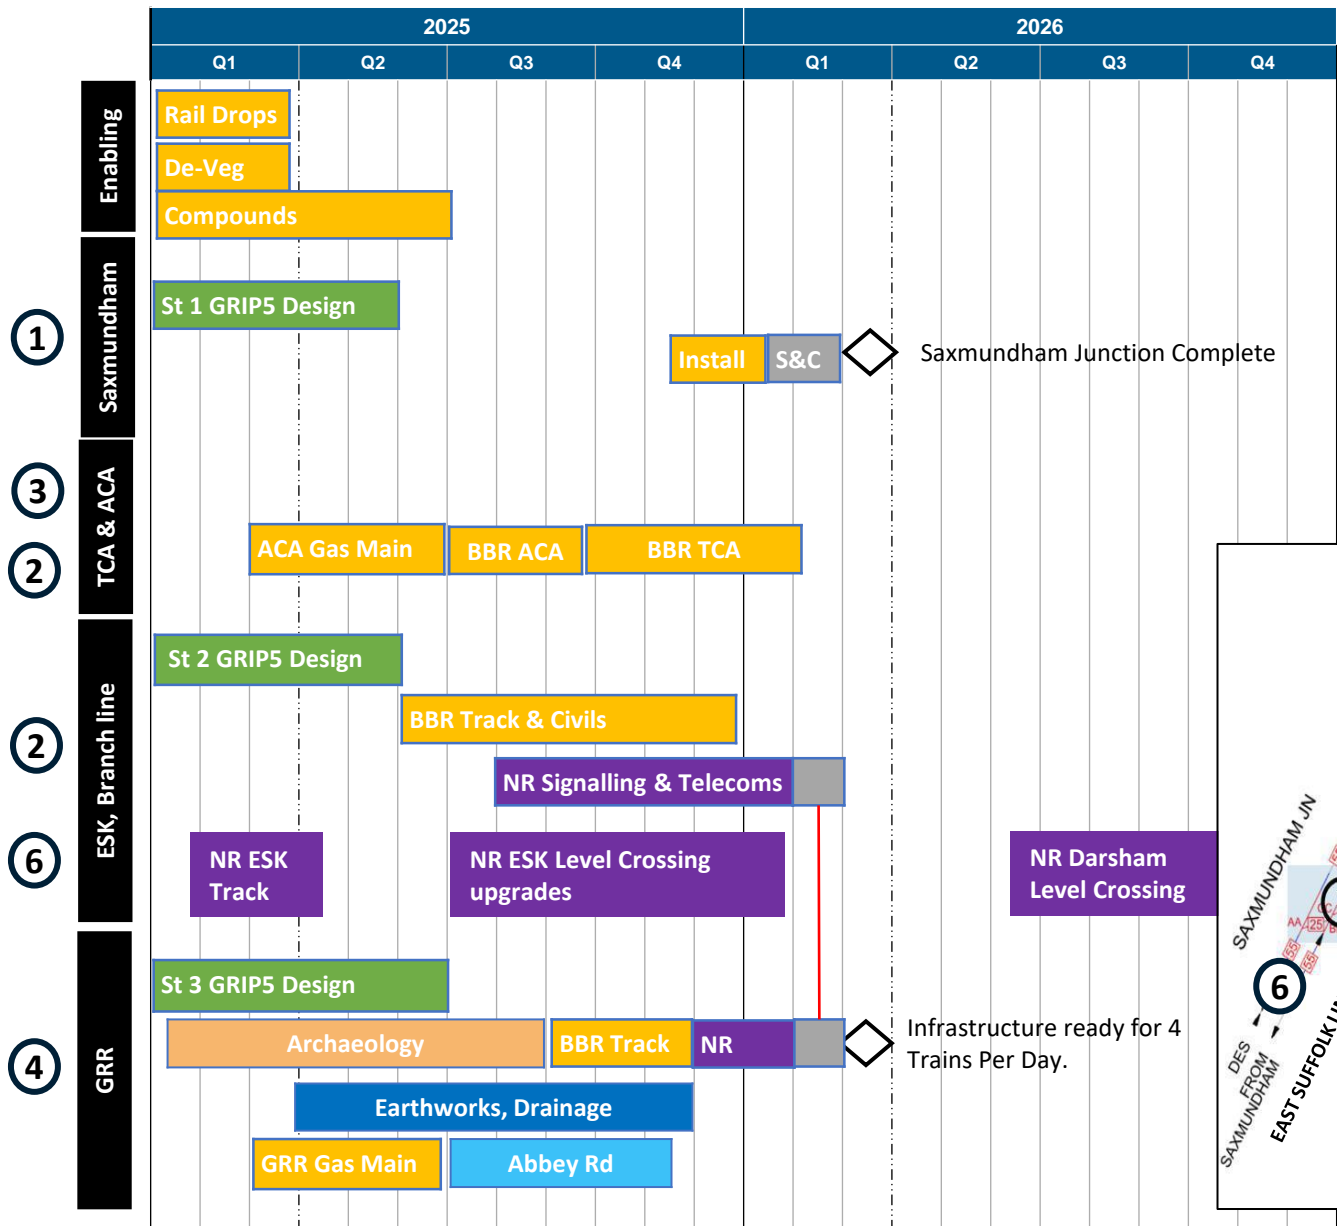 2025
2026
Q1
Q2
Q3
Q4
Q1
Q2
Q3
Q4
Enabling
Rail Drops
De-Veg
Compounds
Saxmundham
1
St 1 GRIP5 Design
Install
S&C
Saxmundham Junction Complete
TCA & ACA
3
2
ACA Gas Main
BBR ACA
BBR TCA
ESK, Branch line
2
6
St 2 GRIP5 Design
BBR Track & Civils
NR Signalling & Telecoms
NR ESK
Track
NR ESK Level Crossing
upgrades
NR Darsham
Level Crossing
GRR
4
St 3 GRIP5 Design
Archaeology
BBR Track
NR
Infrastructure ready for 4
Trains Per Day.
Earthworks, Drainage
GRR Gas Main
Abbey Rd
SAXMUNDHAM JN
AA
25
55
55
6
DES
FROM
SAXMUNDHAM
EAST SUFFOLK